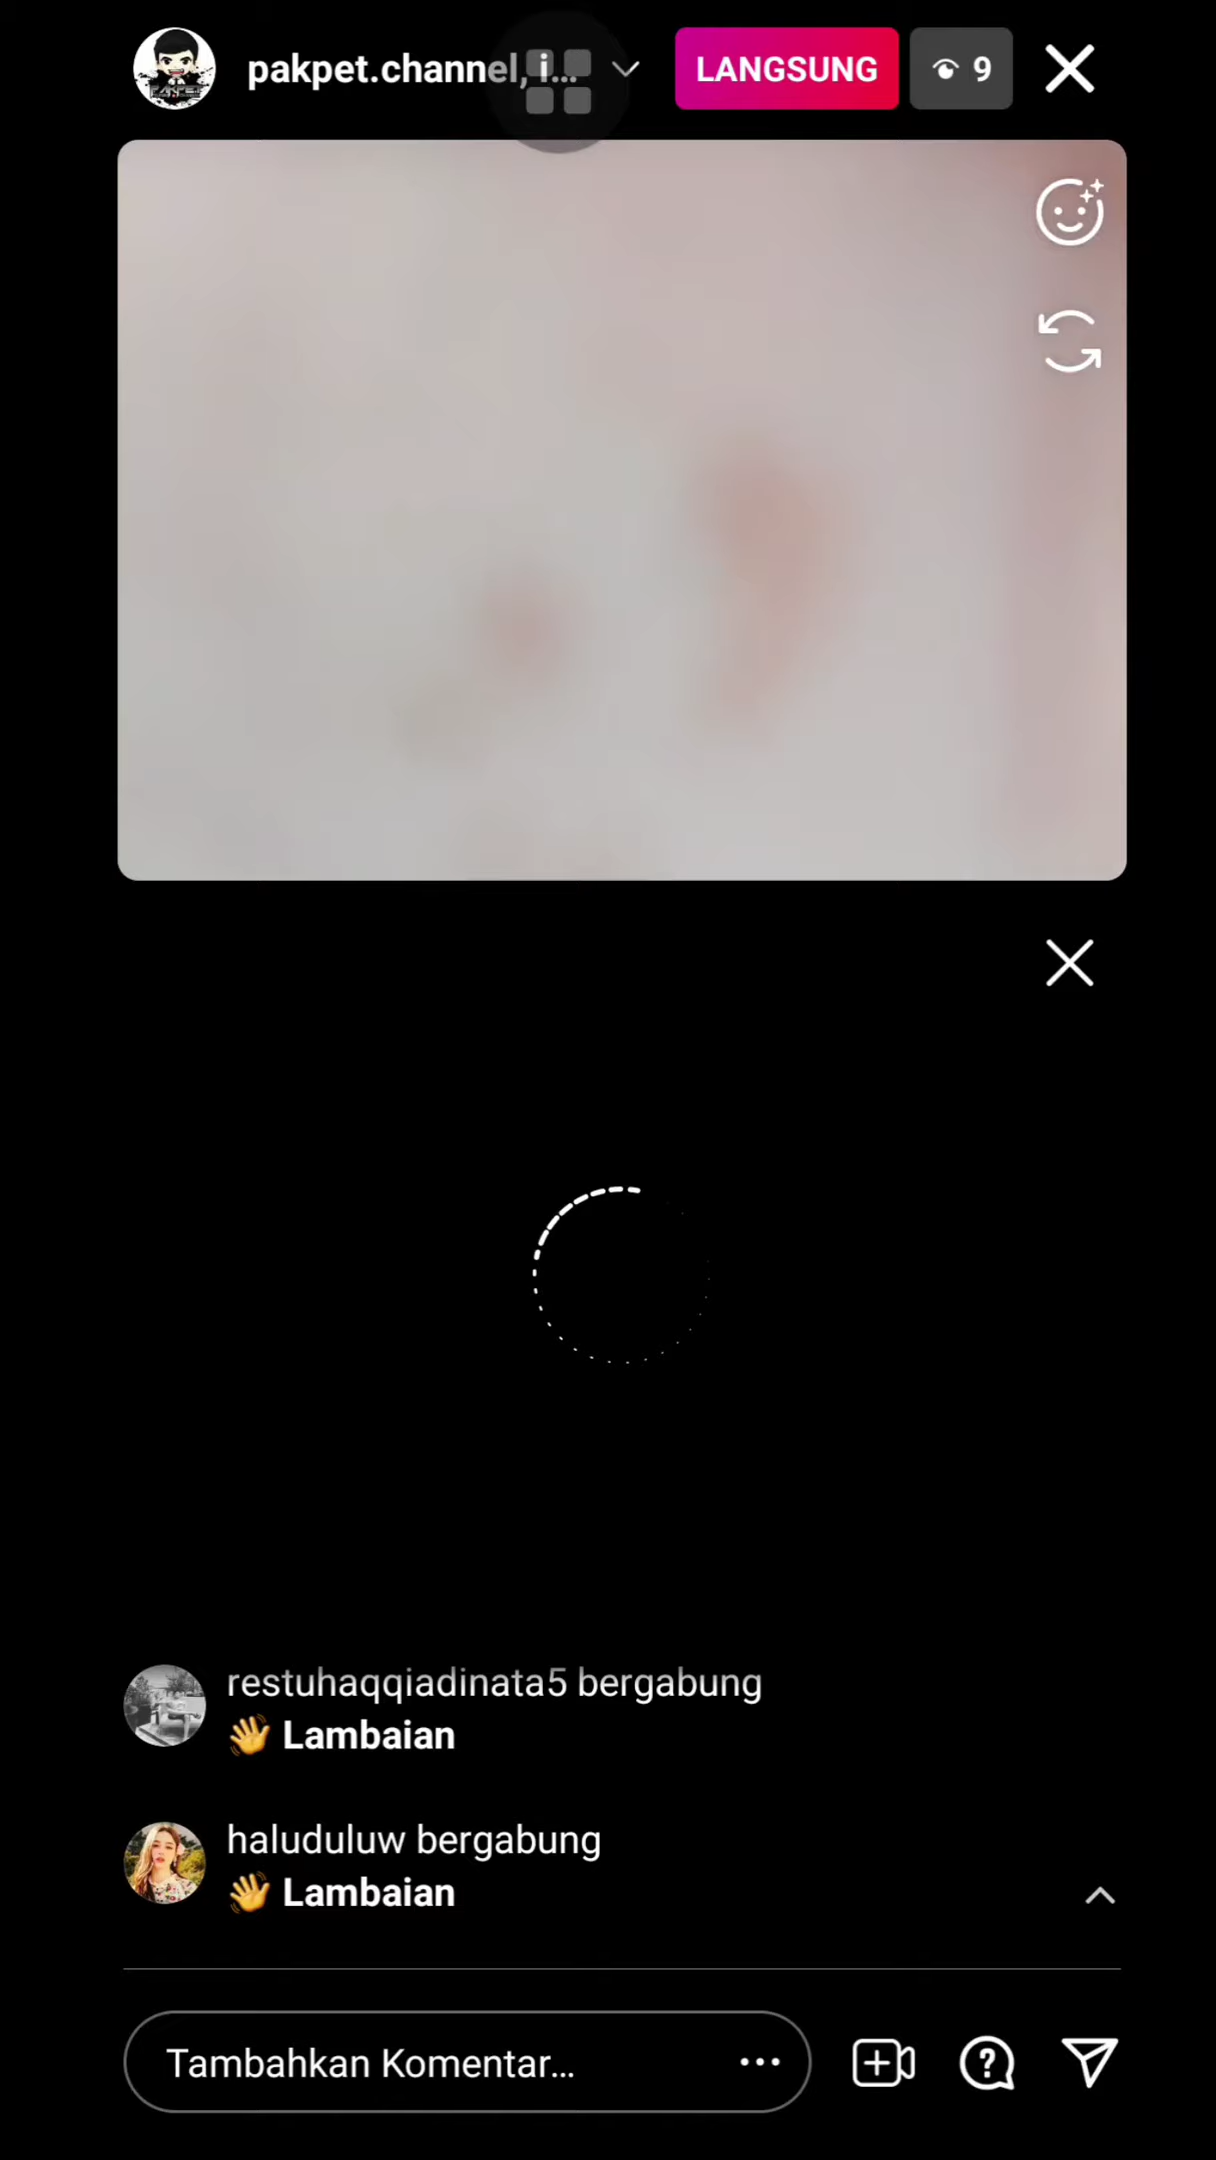 pakpet.channel, i...
LANGSUNG
9
restuhaqqiadinata5 bergabung
👋 Lambaian
haluduluw bergabung
👋 Lambaian
Tambahkan Komentar...